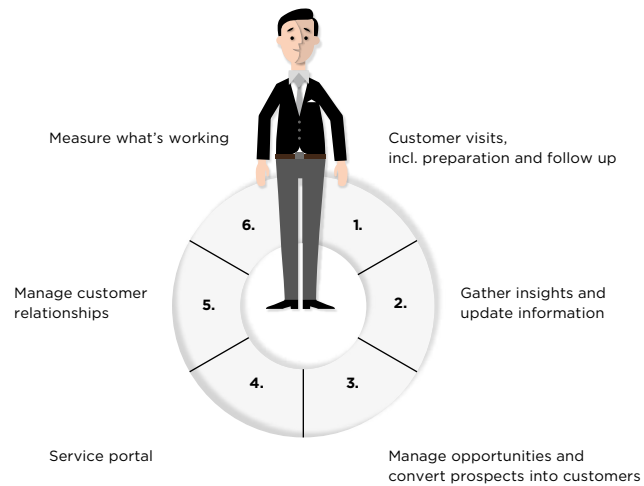 Measure what's working
Customer visits,
incl. preparation and follow up
6.
1.
Manage customer
relationships
5.
2.
Gather insights and
update information
4.
3.
Service portal
Manage opportunities and
convert prospects into customers